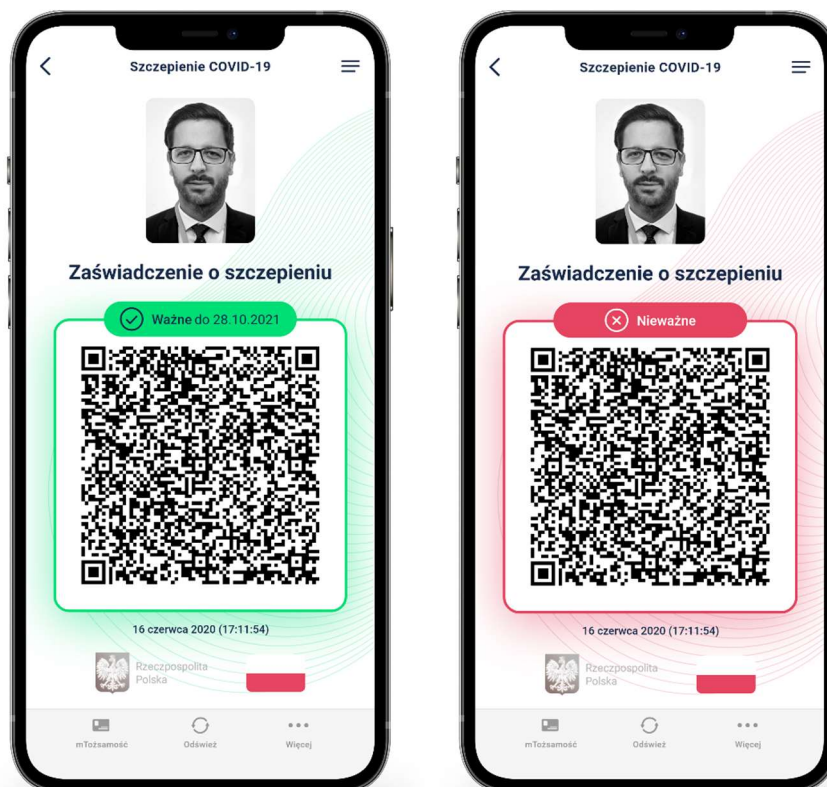 Szczepienie COVID-19
Zaświadczenie o szczepieniu
Ważne do 28.10.2021
16 czerwca 2020 (17:11:54)
Rzeczpospolita
Polska
mTożsamość
Odśwież
Więcej
Szczepienie COVID-19
Zaświadczenie o szczepieniu
Nieważne
16 czerwca 2020 (17:11:54)
Rzeczpospolita
Polska
mTożsamość
Odśwież
Więcej